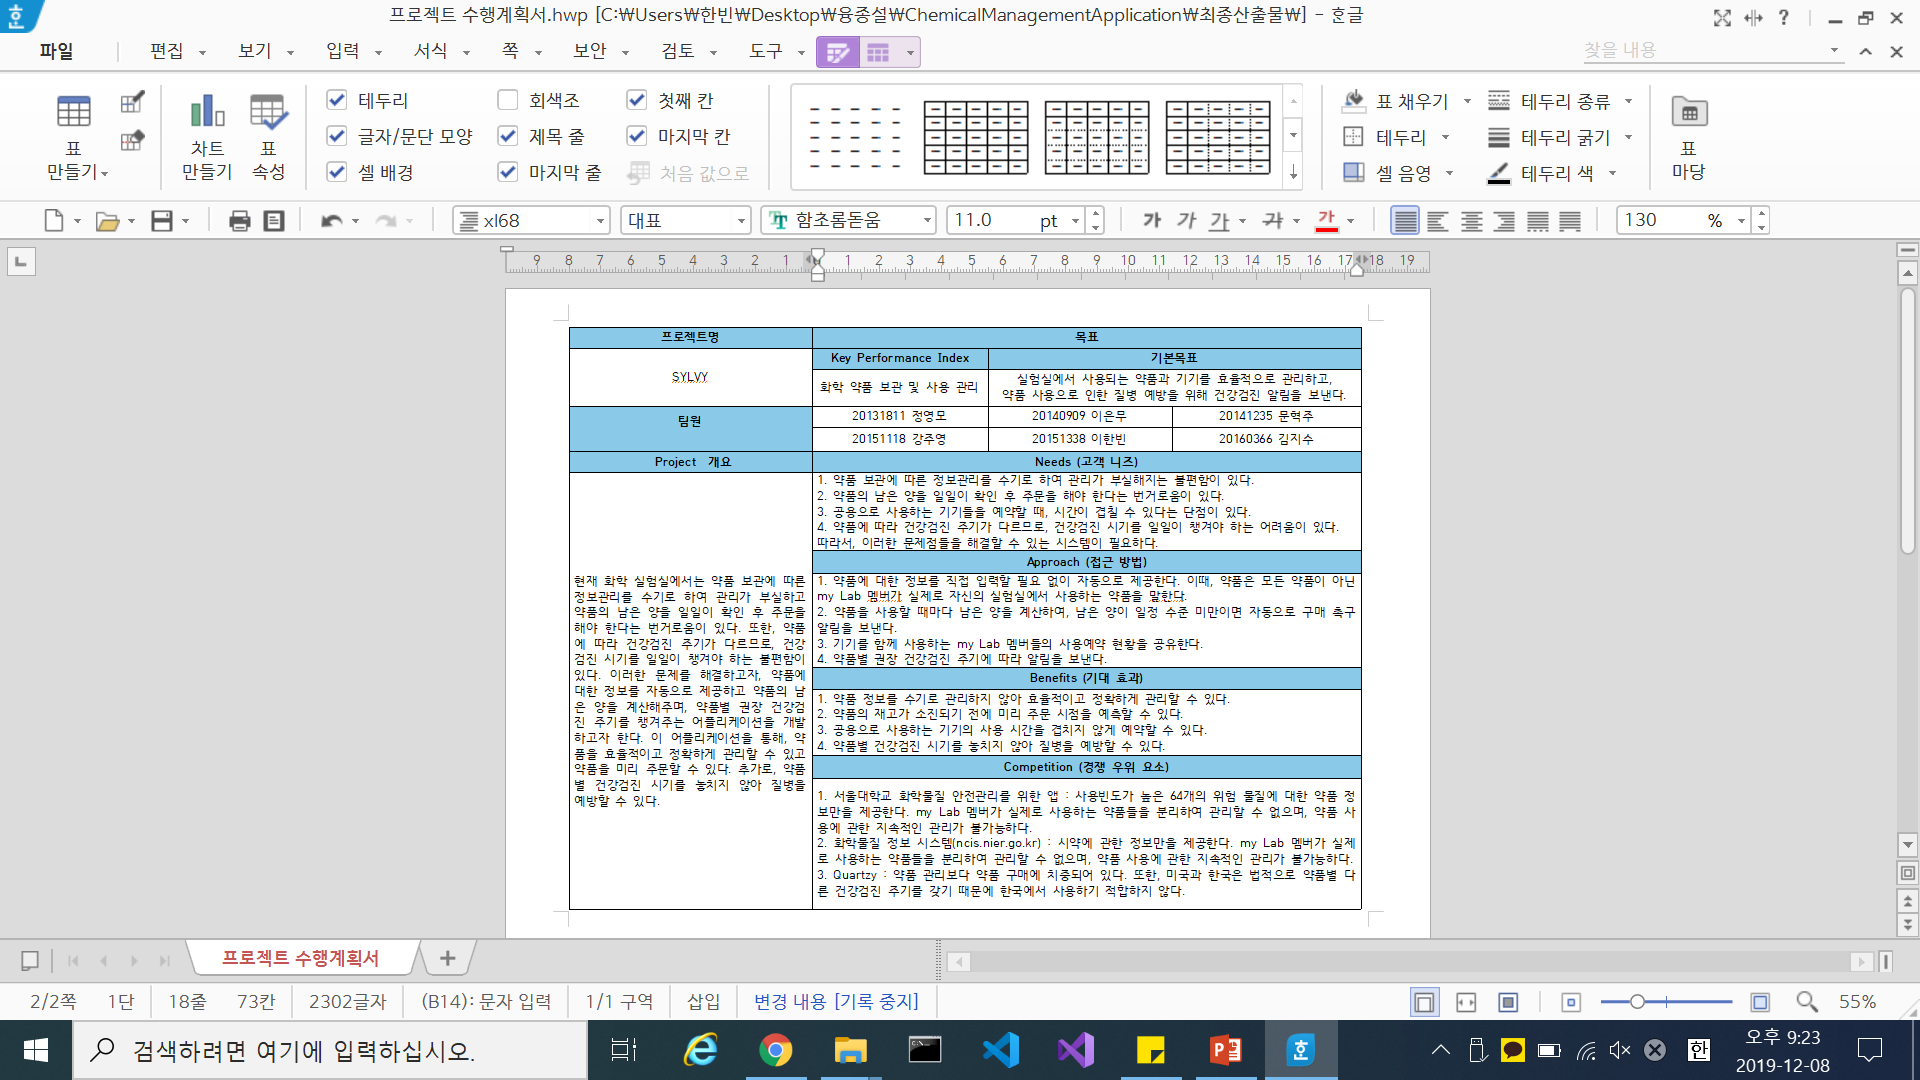 프로젝트 수행계획서.hwp [C:₩Users₩한빈₩Desktop₩융종설₩ChemicalManagementApplication₩최종산출물₩] - 한글
파일 편집 보기 입력 서식 쪽 보안 검토 도구 찾을 내용
표 만들기
차트 만들기
표 속성
테두리 회색조 첫째 칸
글자/문단 모양 제목 줄 마지막 칸
셀 배경 마지막 줄 처음 값으로
표 채우기 테두리 종류
테두리 테두리 굵기
셀 음영 테두리 색
표 마당
xl68 대표 함초롬돋움 11.0 pt 가 가 가 가 가 130 %
9 8 7 6 5 4 3 2 1 1 2 3 4 5 6 7 8 9 10 11 12 13 14 15 16 17 18 19
프로젝트명 목표
SYLVY
Key Performance Index 기본목표
화학 약품 보관 및 사용 관리
실험실에서 사용되는 약품과 기기를 효율적으로 관리하고,
약품 사용으로 인한 질병 예방을 위해 건강검진 알림을 보낸다.
팀원
20131811 정영모 20140909 이은무 20141235 문혁주
20151118 강주영 20151338 이한빈 20160366 김지수
Project 개요 Needs (고객 니즈)
1. 약품 보관에 따른 정보관리를 수기로 하여 관리가 부실해지는 불편함이 있다.
2. 약품의 남은 양을 일일이 확인 후 주문을 해야 한다는 번거로움이 있다.
3. 공용으로 사용하는 기기들을 예약할 때, 시간이 겹칠 수 있다는 단점이 있다.
4. 약품에 따라 건강검진 주기가 다르므로, 건강검진 시기를 일일이 챙겨야 하는 어려움이 있다.
따라서, 이러한 문제점들을 해결할 수 있는 시스템이 필요하다.
Approach (접근 방법)
1. 약품에 대한 정보를 직접 입력할 필요 없이 자동으로 제공한다. 이때, 약품은 모든 약품이 아닌
my Lab 멤버가 실제로 자신의 실험실에서 사용하는 약품을 말한다.
2. 약품을 사용할 때마다 남은 양을 계산하여, 남은 양이 일정 수준 미만이면 자동으로 구매 촉구
알림을 보낸다.
3. 기기를 함께 사용하는 my Lab 멤버들의 사용예약 현황을 공유한다.
4. 약품별 권장 건강검진 주기에 따라 알림을 보낸다.
Benefits (기대 효과)
1. 약품 정보를 수기로 관리하지 않아 효율적이고 정확하게 관리할 수 있다.
2. 약품의 재고가 소진되기 전에 미리 주문 시점을 예측할 수 있다.
3. 공용으로 사용하는 기기의 사용 시간을 겹치지 않게 예약할 수 있다.
4. 약품별 건강검진 시기를 놓치지 않아 질병을 예방할 수 있다.
Competition (경쟁 우위 요소)
1. 서울대학교 화학물질 안전관리를 위한 앱 : 사용빈도가 높은 64개의 위험 물질에 대한 약품 정
보만을 제공한다. my Lab 멤버가 실제로 사용하는 약품들을 분리하여 관리할 수 없으며, 약품 사
용에 관한 지속적인 관리가 불가능하다.
2. 화학물질 정보 시스템(ncis.nier.go.kr) : 시약에 관한 정보만을 제공한다. my Lab 멤버가 실제
로 사용하는 약품들을 분리하여 관리할 수 없으며, 약품 사용에 관한 지속적인 관리가 불가능하다.
3. Quartzy : 약품 관리보다 약품 구매에 치중되어 있다. 또한, 미국과 한국은 법적으로 약품별 다
른 건강검진 주기를 갖기 때문에 한국에서 사용하기 적합하지 않다.
현재 화학 실험실에서는 약품 보관에 따른
정보관리를 수기로 하여 관리가 부실하고
약품의 남은 양을 일일이 확인 후 주문을
해야 한다는 번거로움이 있다. 또한, 약품
에 따라 건강검진 주기가 다르므로, 건강
검진 시기를 일일이 챙겨야 하는 불편함이
있다. 이러한 문제를 해결하고자, 약품에
대한 정보를 자동으로 제공하고 약품의 남
은 양을 계산해주며, 약품별 권장 건강검
진 주기를 챙겨주는 어플리케이션을 개발
하고자 한다. 이 어플리케이션을 통해, 약
품을 효율적이고 정확하게 관리할 수 있고
약품을 미리 주문할 수 있다. 추가로, 약품
별 건강검진 시기를 놓치지 않아 질병을
예방할 수 있다.
프로젝트 수행계획서
2/2쪽 1단 18줄 73칸 2302글자 (B14): 문자 입력 1/1 구역 삽입 변경 내용 [기록 중지] 55%
검색하려면 여기에 입력하십시오.
한
오후 9:23
2019-12-08